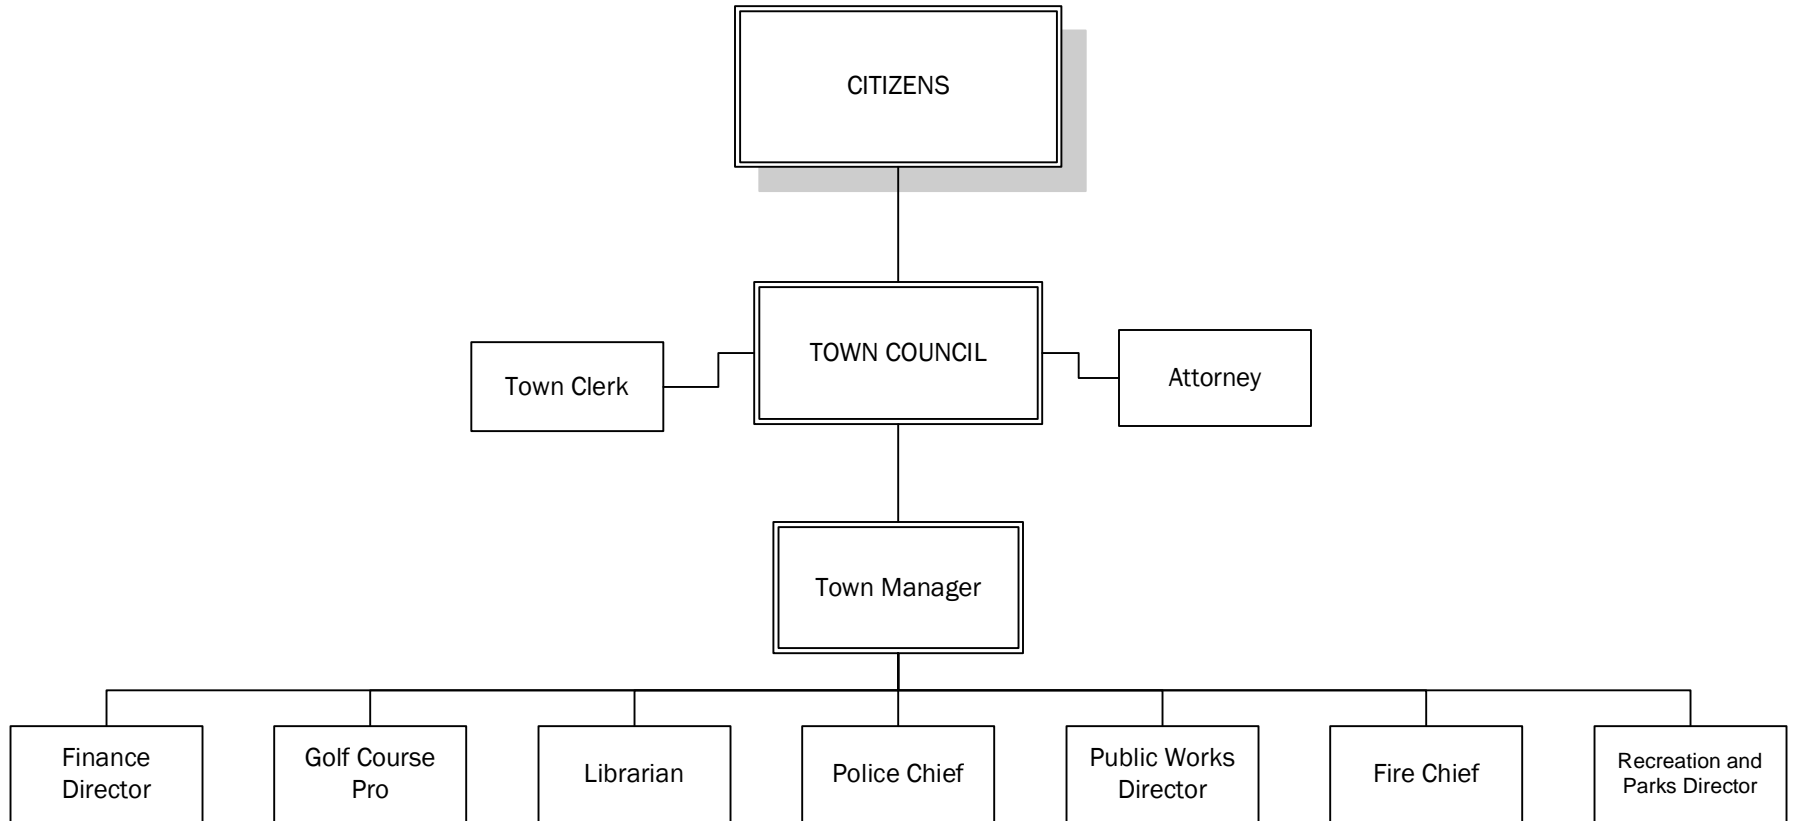 CITIZENS
TOWN COUNCIL
Town Clerk
Attorney
Town Manager
Finance
Director
Golf Course
Pro
Librarian
Police Chief
Public Works
Director
Fire Chief
Recreation and
Parks Director